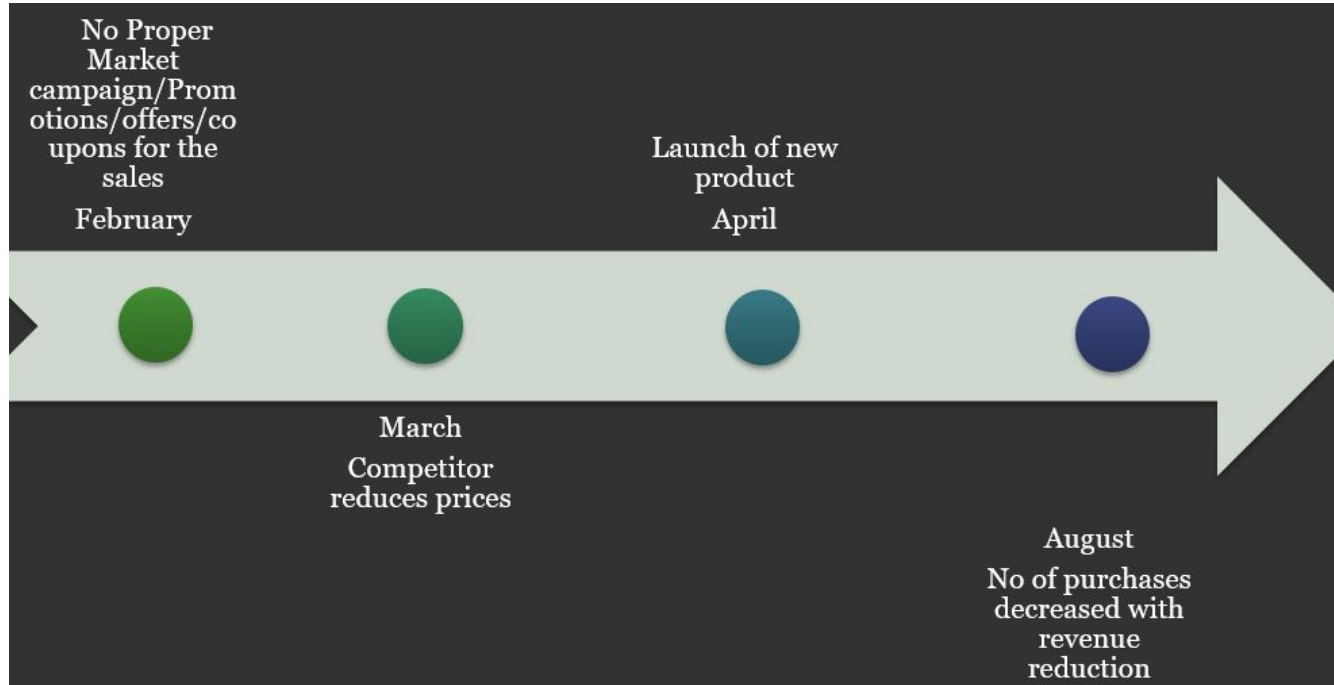 No Proper
Market
campaign/Prom
otions/offers/co
upons for the
sales
February
March
Competitor
reduces prices
Launch of new
product
April
August
No of purchases
decreased with
revenue
reduction